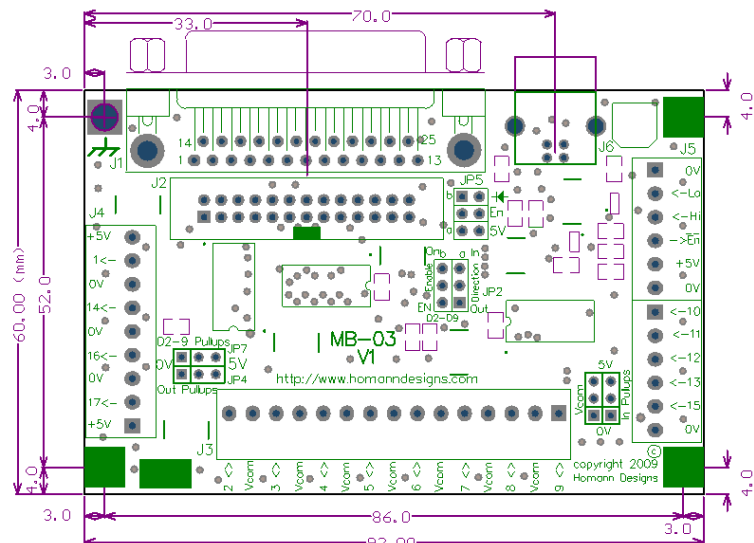 70.0
33.0
3.0
4.0
4.0
J1
14
25
1
13
J6
J5
J2
JP5
b
En
a
5V
0V
<-Lo
<-Hi
->En
+5V
0V
J4
+5V
1<-
0V
14<-
0V
16<-
0V
17<-
+5V
60.00 (mm)
52.0
On
b
a
In
Enable
Direction
EN
Out
D2-D9
JP2
<-10
<-11
<-12
<-13
<-15
0V
D2-9 Pullups
0V
JP7
5V
JP4
Out Pullups
MB-03
V1
http://www.homanndesigns.com
5V
Vcom
In Pullups
0V
J3
2 <>
Vcom
3 <>
Vcom
4 <>
Vcom
5 <>
Vcom
6 <>
Vcom
7 <>
Vcom
8 <>
Vcom
9 <>
©
copyright 2009
Homann Designs
4.0
4.0
3.0
86.0
3.0